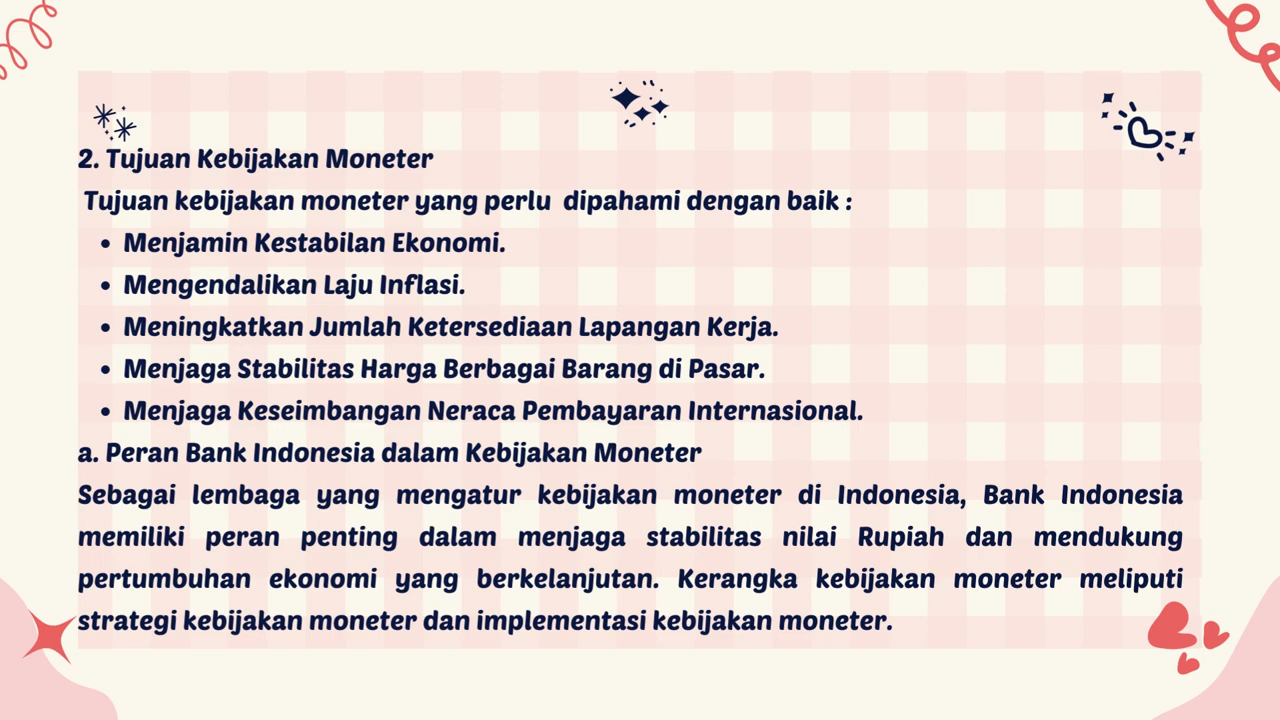 2. Tujuan Kebijakan Moneter
Tujuan kebijakan moneter yang perlu dipahami dengan baik :
• Menjamin Kestabilan Ekonomi.
• Mengendalikan Laju Inflasi.
• Meningkatkan Jumlah Ketersediaan Lapangan Kerja.
• Menjaga Stabilitas Harga Berbagai Barang di Pasar.
• Menjaga Keseimbangan Neraca Pembayaran Internasional.
a. Peran Bank Indonesia dalam Kebijakan Moneter
Sebagai lembaga yang mengatur kebijakan moneter di Indonesia, Bank Indonesia
memiliki peran penting dalam menjaga stabilitas nilai Rupiah dan mendukung
pertumbuhan ekonomi yang berkelanjutan. Kerangka kebijakan moneter meliputi
strategi kebijakan moneter dan implementasi kebijakan moneter.